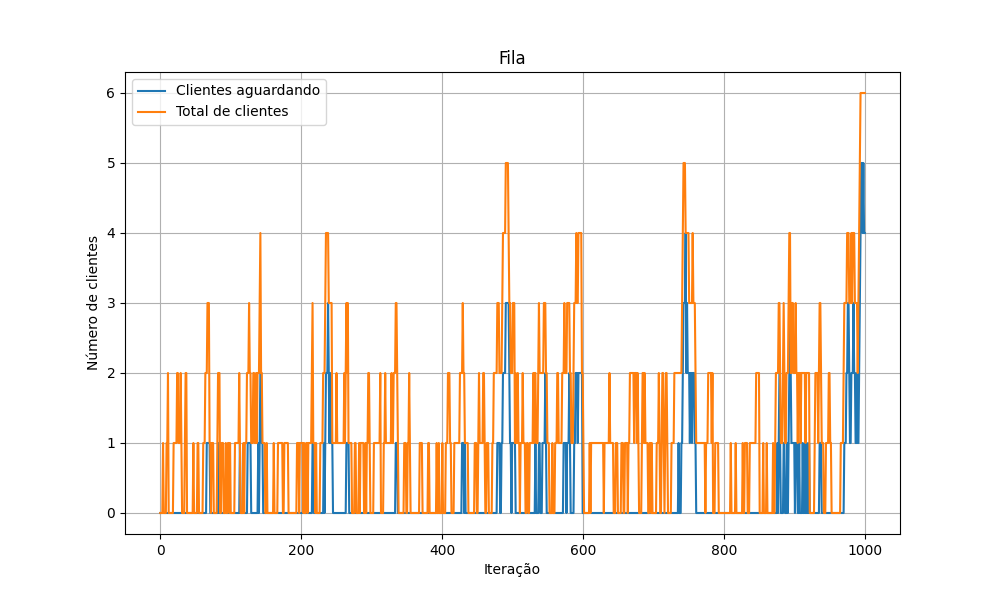 Fila
Clientes aguardando
Total de clientes
Número de clientes
6
5
4
3
2
1
0
0 200 400 600 800 1000
Iteração